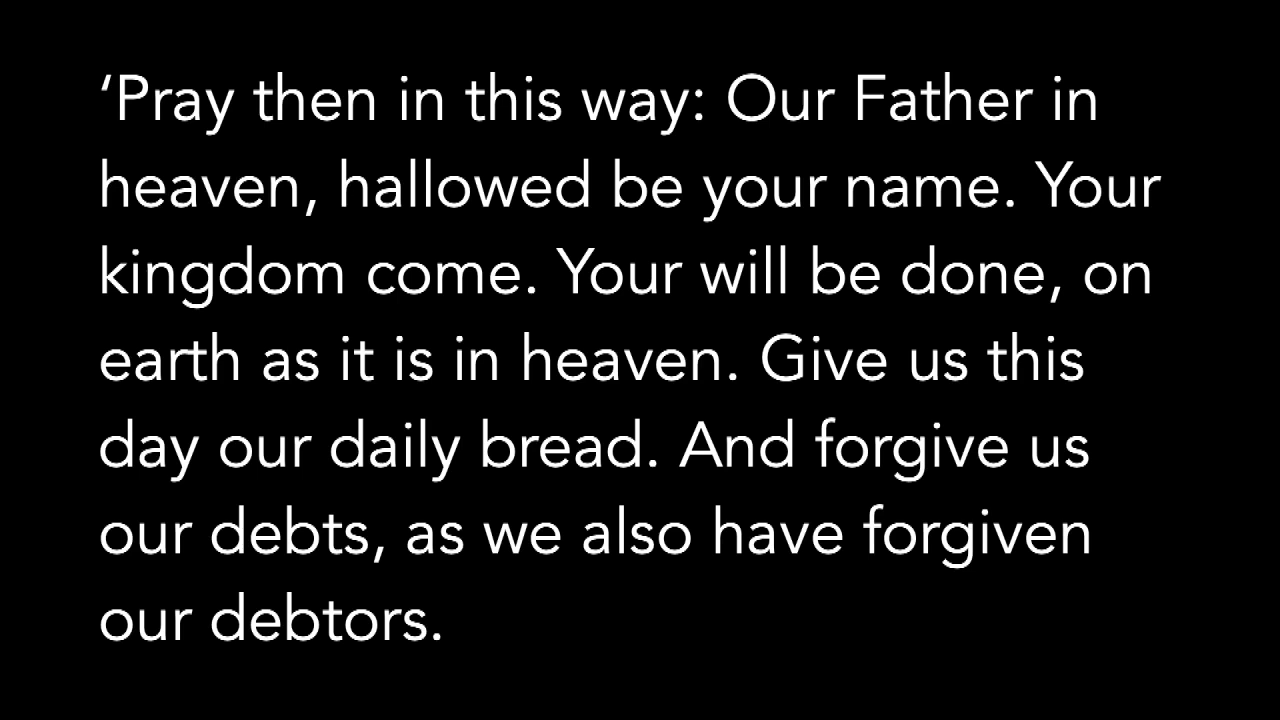 ‘Pray then in this way: Our Father in
heaven, hallowed be your name. Your
kingdom come. Your will be done, on
earth as it is in heaven. Give us this
day our daily bread. And forgive us
our debts, as we also have forgiven
our debtors.